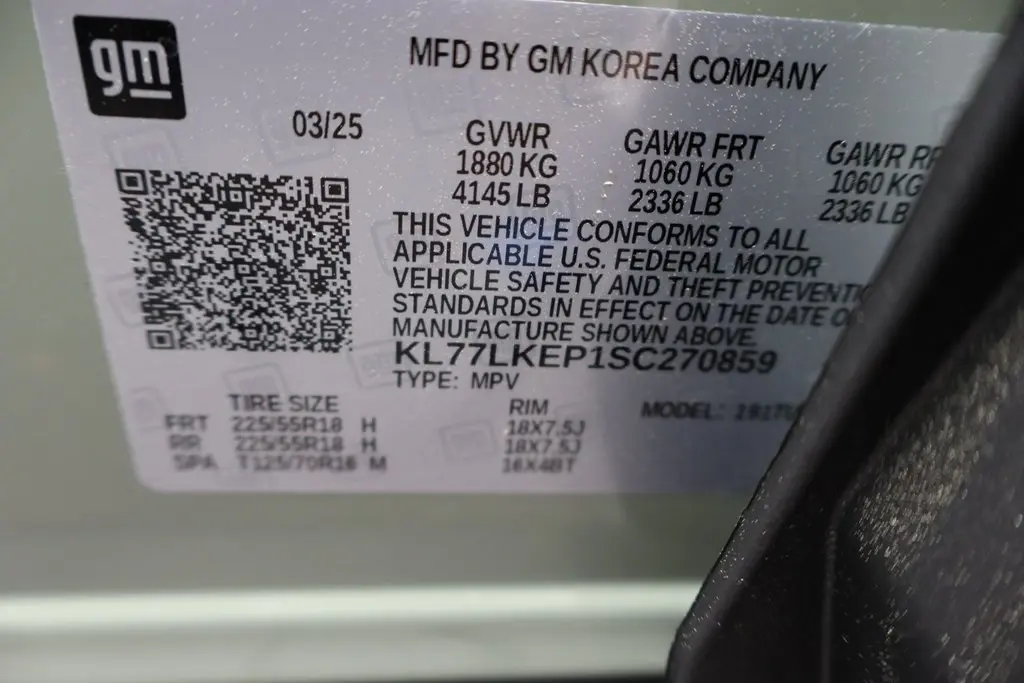 gm
MFD BY GM KOREA COMPANY
03/25
GVWR GAWR FRT GAWR
1880 KG 1060 KG 1060 KG
4145 LB 2336 LB 2336 LB
THIS VEHICLE CONFORMS TO ALL
APPLICABLE U.S. FEDERAL MOTOR
VEHICLE SAFETY AND THEFT
STANDARDS IN EFFECT ON THE DATE
MANUFACTURE SHOWN ABOVE.
KL77LKEP1SC270859
TYPE: MPV
TIRE SIZE RIM MODEL:
FRT 225/55R18 H 18X7.5J
RR 225/55R18 H 18X7.5J
SPA T125/70R16 M 16X4BT